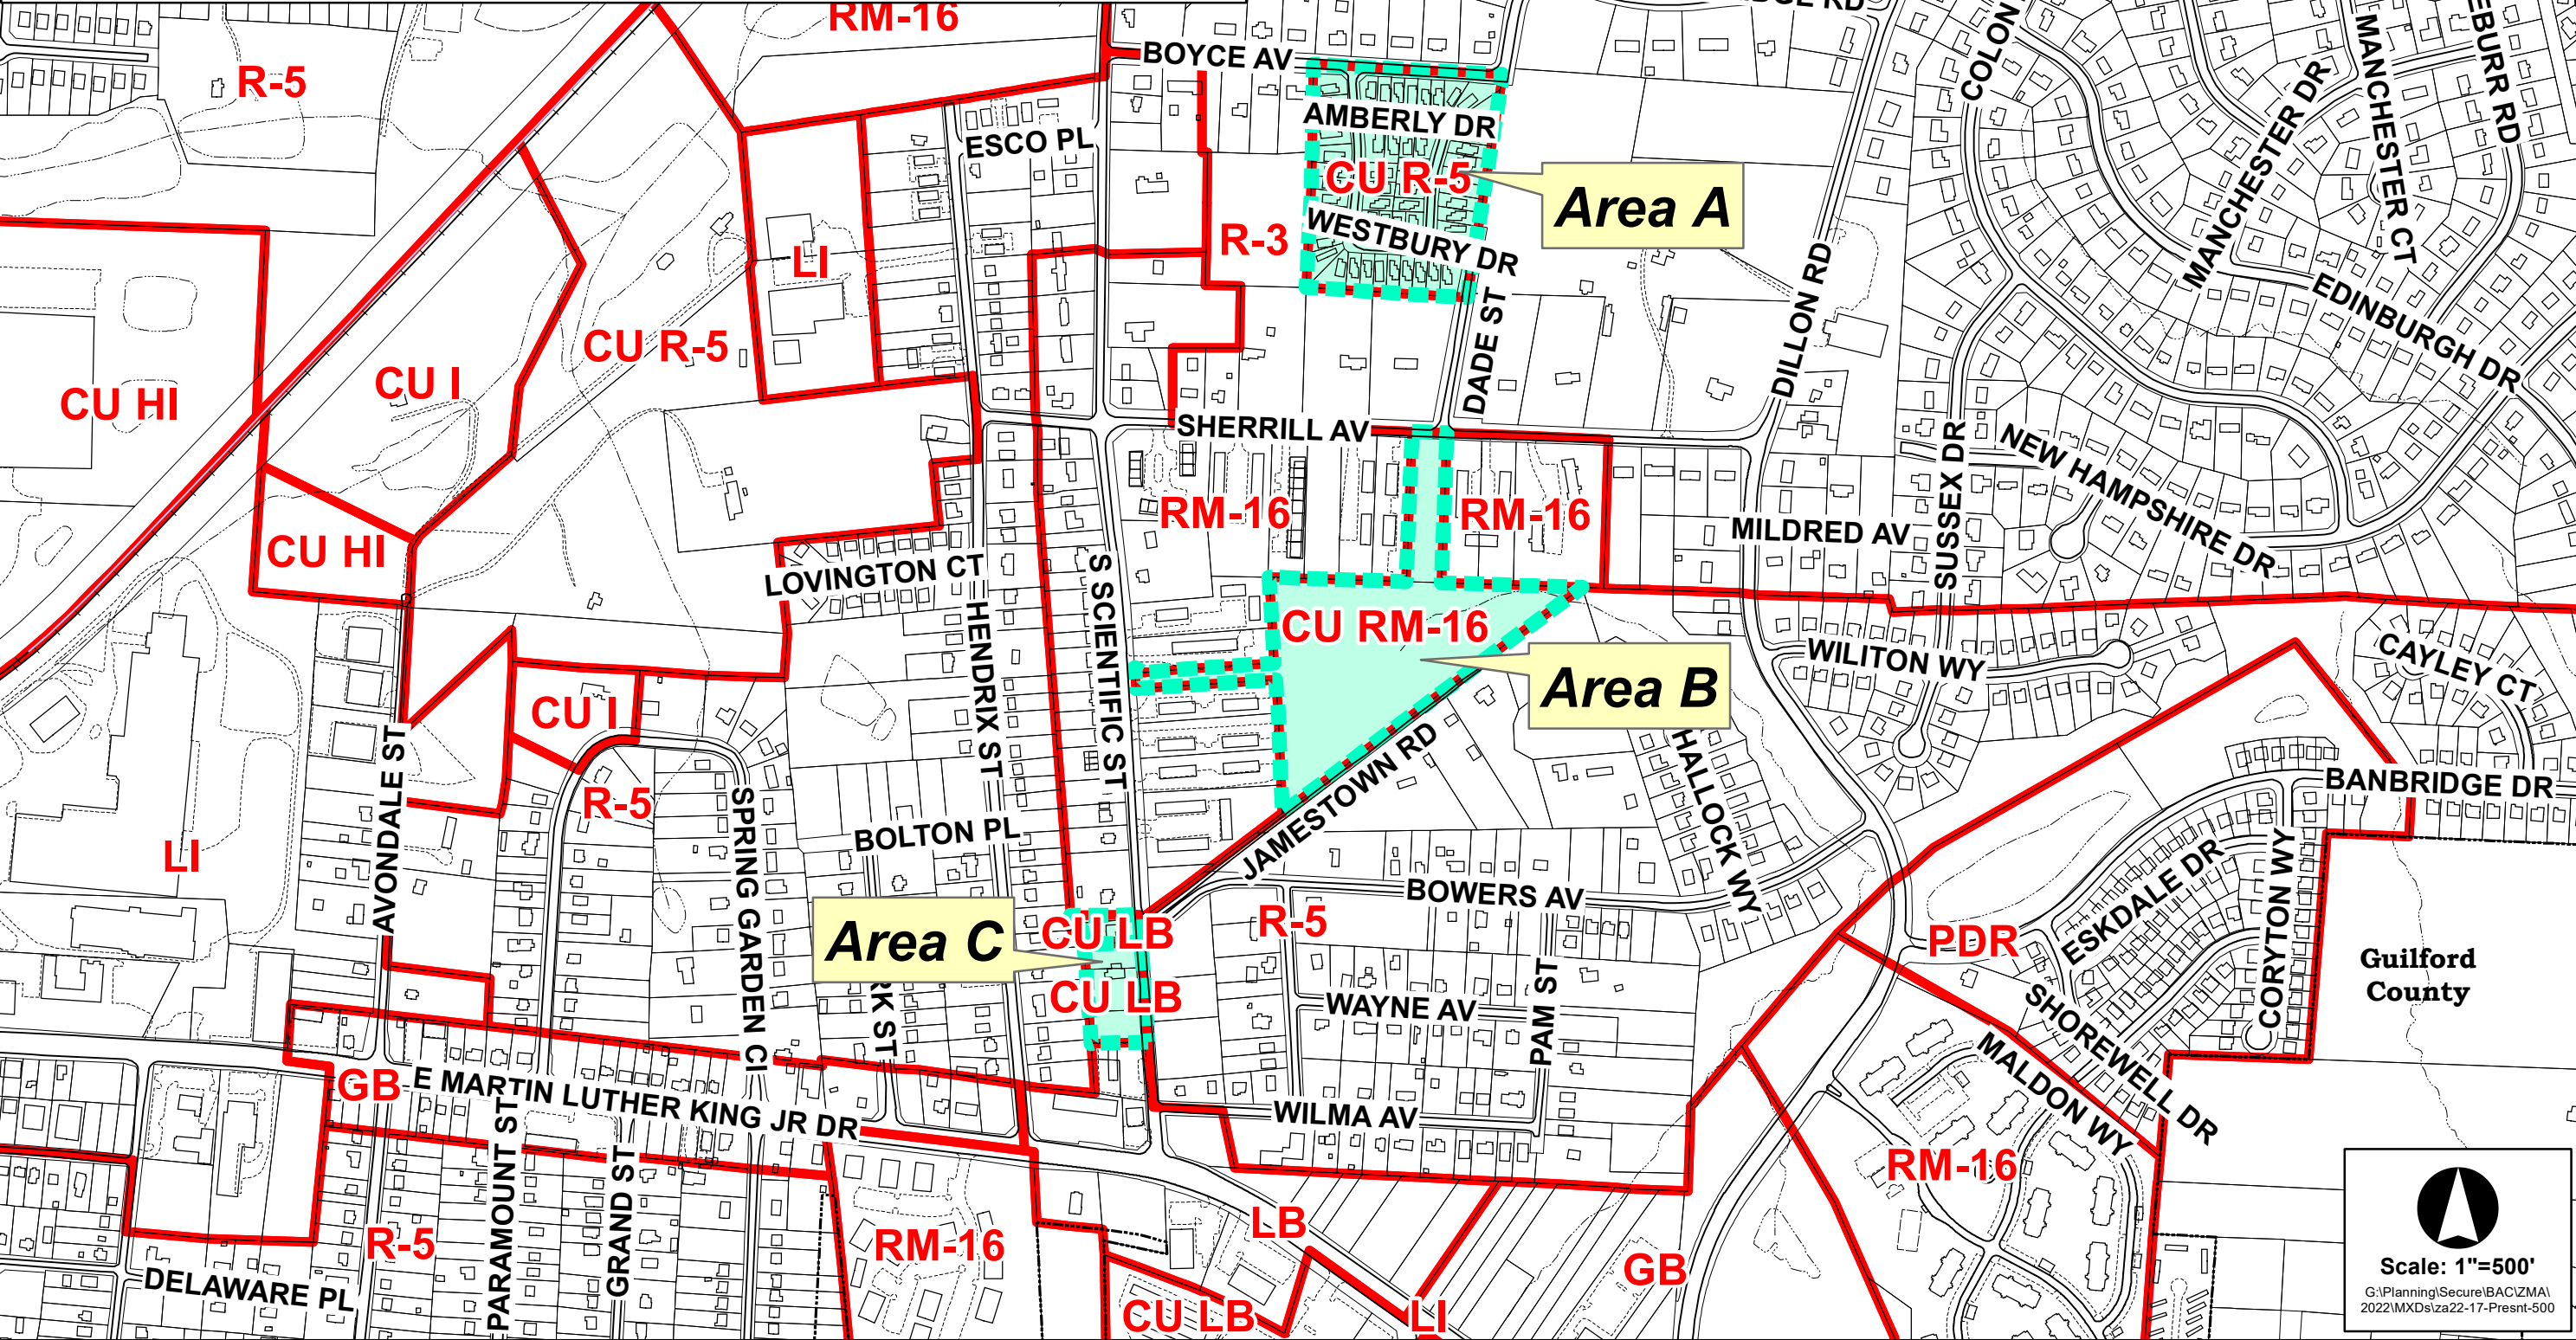 RM-16
BOYCE AV
COLON
MANCHESTER DR
MANCHESTER CT
EBURR RD
R-5
AMBERLY DR
ESCO PL
CU R-5
Area A
WESTBURY DR
R-3
LI
DILLON RD
EDINBURGH DR
CU R-5
DADE ST
CU I
CU HI
SHERRILL AV
SUSSEX DR
NEW HAMPSHIRE DR
RM-16
RM-16
MILDRED AV
CU HI
LOVINGTON CT
HENDRIX ST
S SCIENTIFIC ST
CU RM-16
WILITON WY
CAYLEY CT
Area B
CU I
JAMESTOWN RD
HALLOCK WY
BANBRIDGE DR
AVONDALE ST
R-5
SPRING GARDEN CI
BOLTON PL
LI
BOWERS AV
ESKDALE DR
CORYTON WY
CU LB
R-5
Area C
PDR
Guilford
County
CU LB
RK ST
WAYNE AV
PAM ST
SHOREWELL DR
MALDON WY
GB
E MARTIN LUTHER KING JR DR
WILMA AV
PARAMOUNT ST
GRAND ST
RM-16
R-5
RM-16
LB
GB
DELAWARE PL
CU LB
LI
Scale: 1"=500'
G:\Planning\Secure\BAC\ZMA\
2022\MXDs\za22-17-Presnt-500